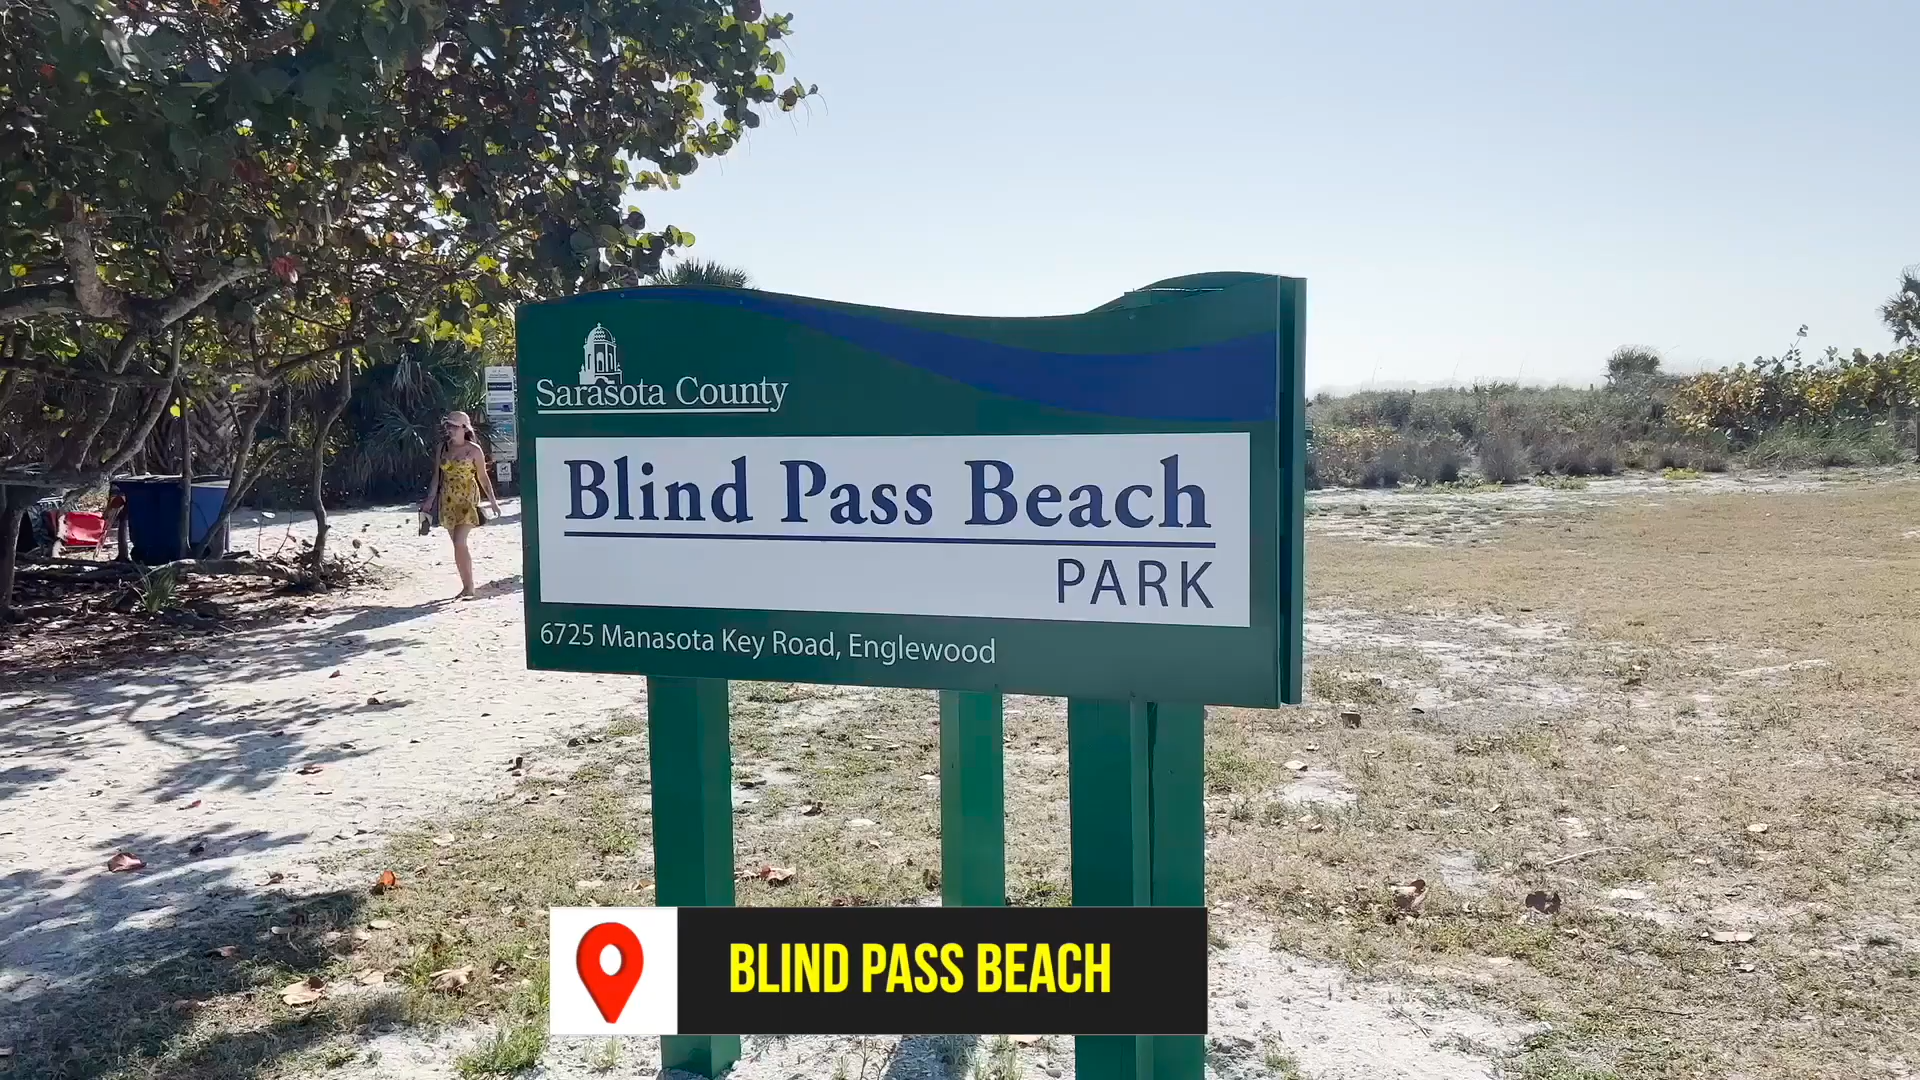 Sarasota County
Blind Pass Beach
PARK
6725 Manasota Key Road, Englewood
BLIND PASS BEACH